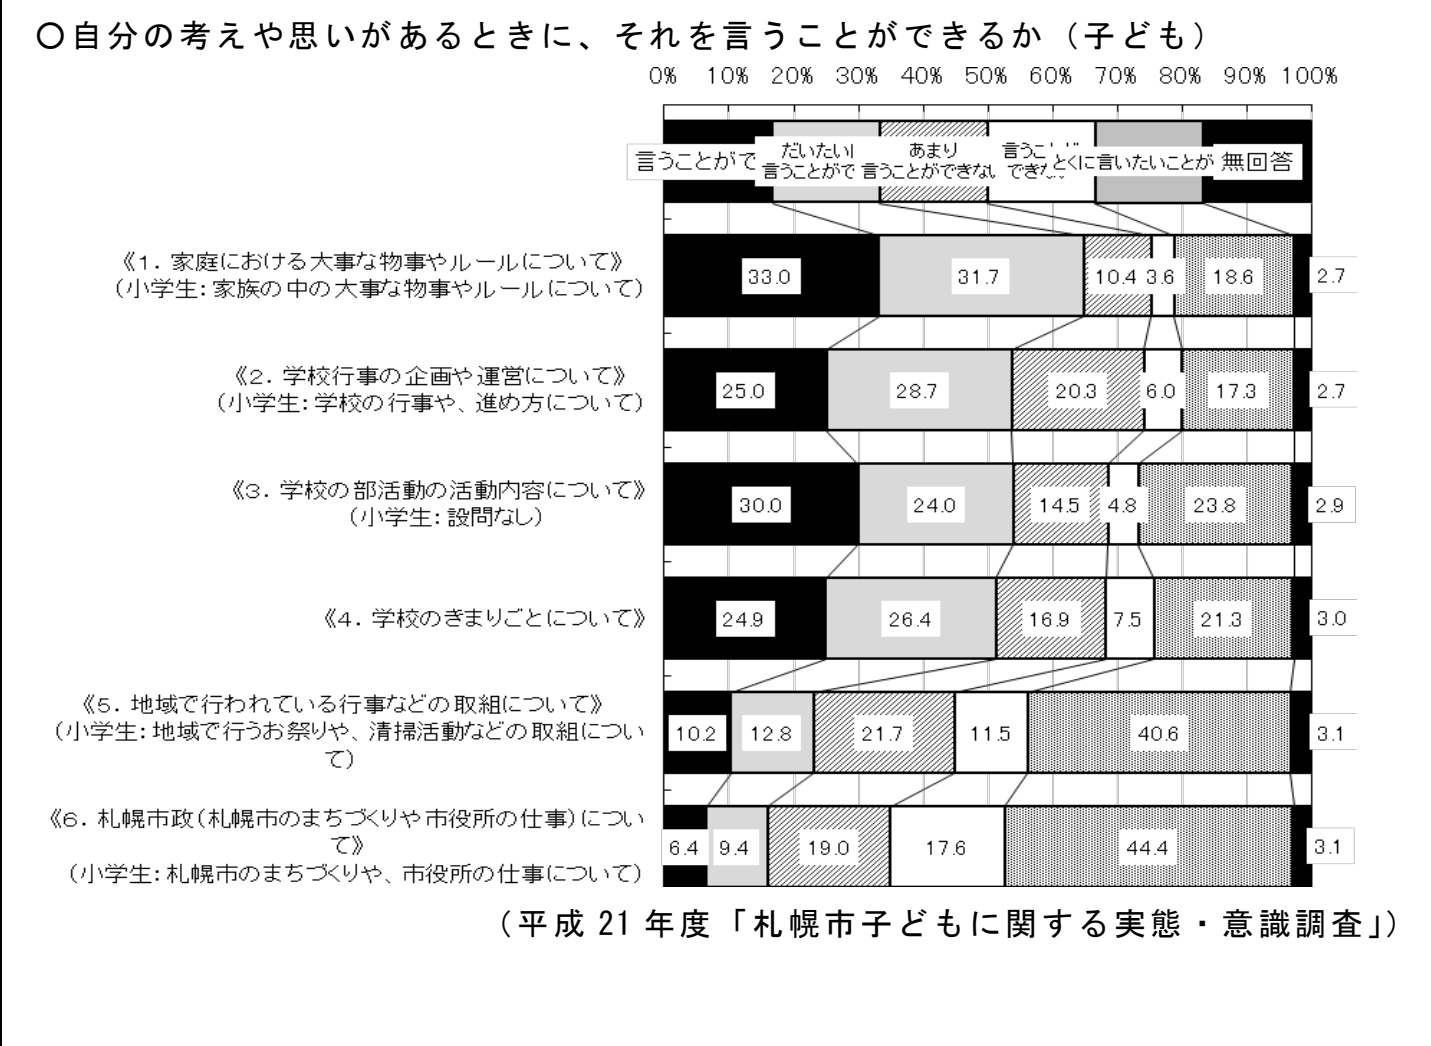 〇自分の考えや思いがあるときに、それを言うことができるか（子ども）
0% 10% 20% 30% 40% 50% 60% 70% 80% 90% 100%
言うことがで
だいたい
言うことがで
あまり
言うことができな
言うこ
でき
とくに言いたいことが
無回答
《1．家庭における大事な物事やルールについて》
（小学生：家族の中の大事な物事やルールについて）
33.0 31.7 10.4 3.6 18.6 2.7
《2．学校行事の企画や運営について》
（小学生：学校の行事や、進め方について）
25.0 28.7 20.3 6.0 17.3 2.7
《3．学校の部活動の活動内容について》
（小学生：設問なし）
30.0 24.0 14.5 4.8 23.8 2.9
《4．学校のきまりごとについて》
24.9 26.4 16.9 7.5 21.3 3.0
《5．地域で行われている行事などの取組について》
（小学生：地域で行うお祭りや、清掃活動などの取組につい
て）
10.2 12.8 21.7 11.5 40.6 3.1
《6．札幌市政（札幌市のまちづくりや市役所の仕事）につい
て》
（小学生：札幌市のまちづくりや、市役所の仕事について）
6.4 9.4 19.0 17.6 44.4 3.1
（平成 21 年度「札幌市子どもに関する実態・意識調査」）